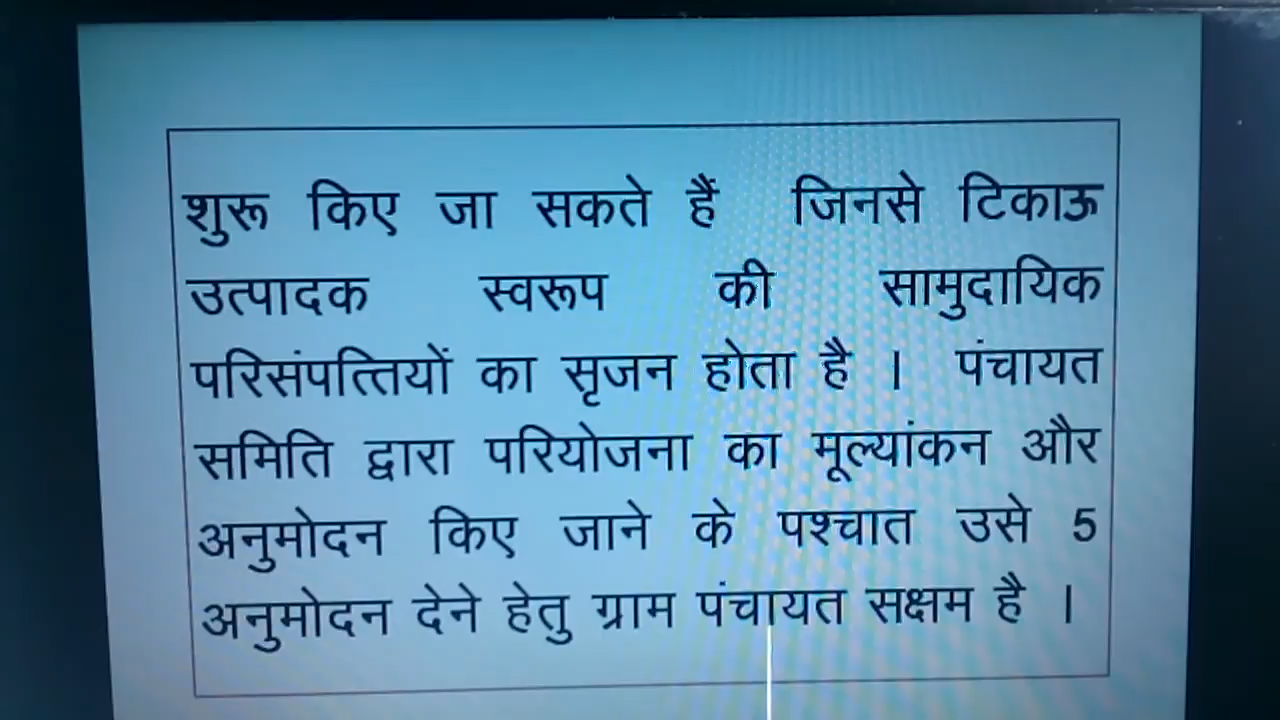 शुरू किए जा सकते हैं जिनसे टिकाऊ
उत्पादक स्वरूप की सामुदायिक
परिसंपत्तियों का सृजन होता है । पंचायत
समिति द्वारा परियोजना का मूल्यांकन और
अनुमोदन किए जाने के पश्चात उसे 5
अनुमोदन देने हेतु ग्राम पंचायत सक्षम है ।